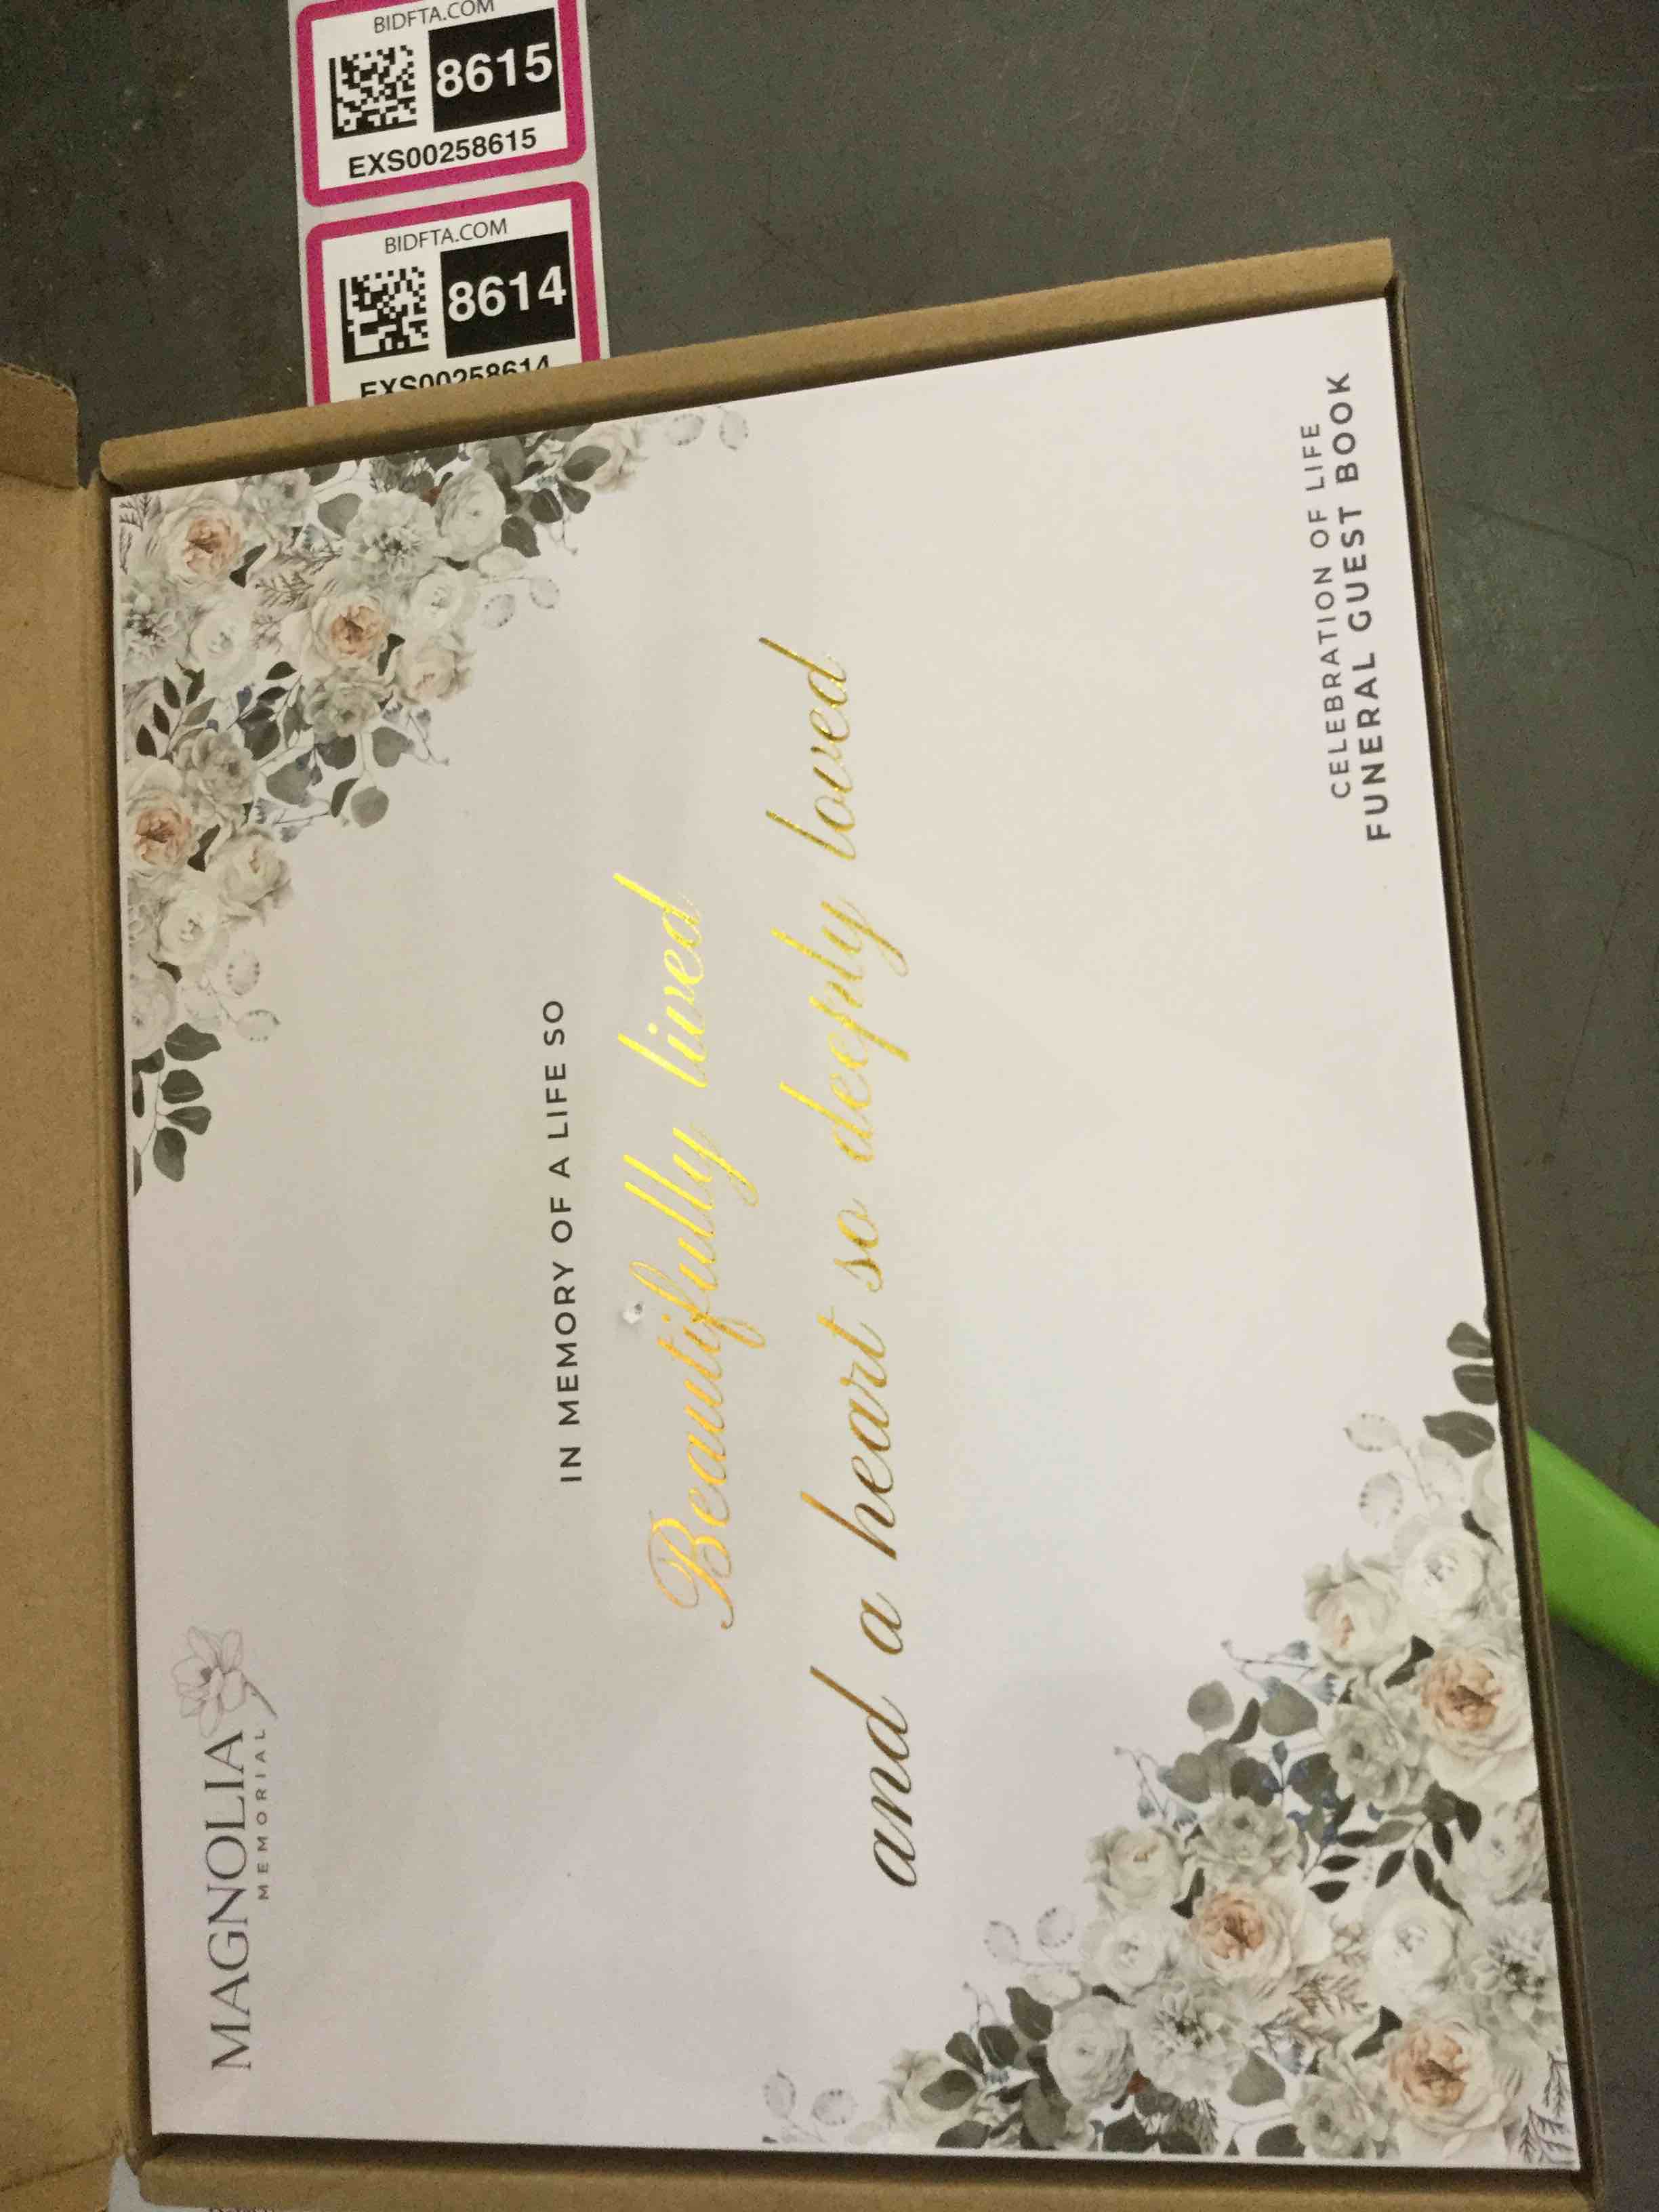 BIDFTA.COM
8615
EXS00258615
BIDFTA.COM
8614
EXS00258614
MAGNOLIA
MEMORIAL
IN MEMORY OF A LIFE SO
Beautifully lived
and a heart so deeply loved
CELEBRATION OF LIFE
FUNERAL GUEST BOOK